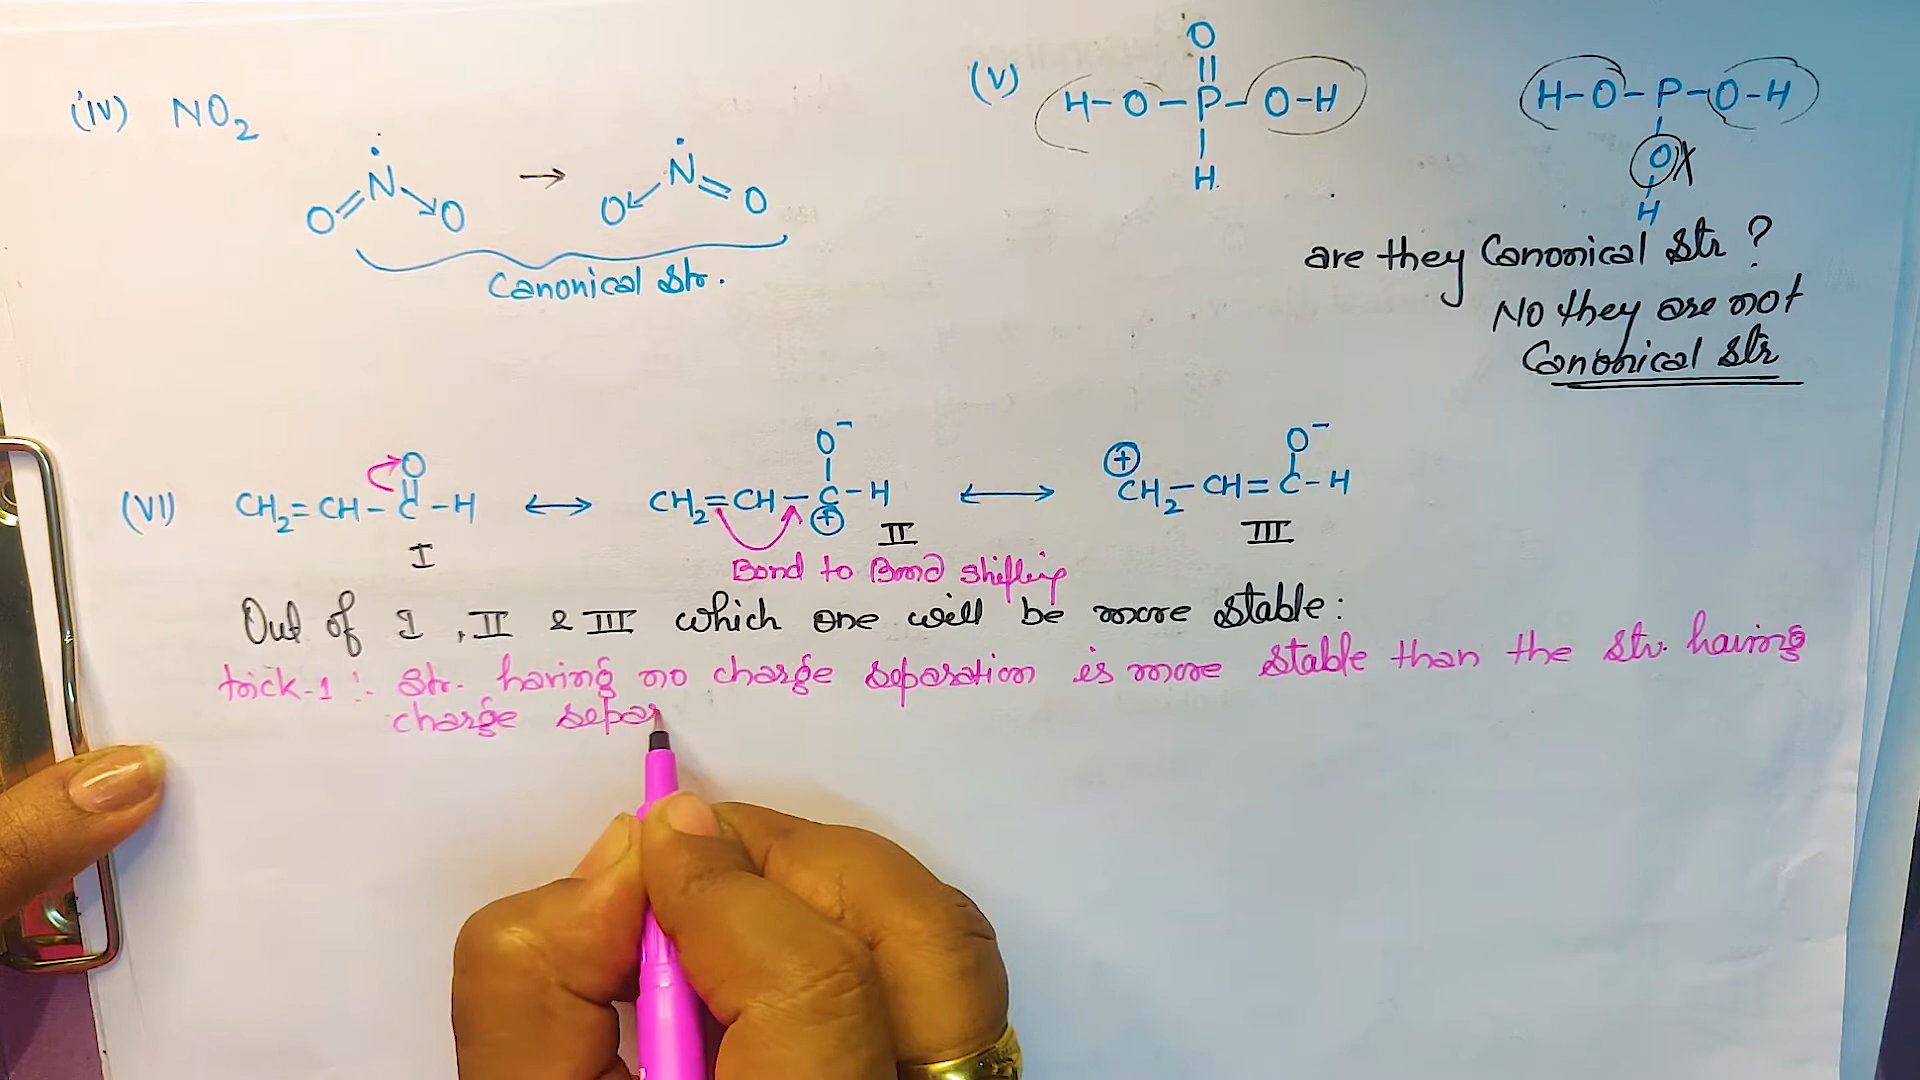 (iv) NO2
O=N→O → O←N=O
Canonical Str.
(V)
O
H-O-P-O-H
H
H-O-P-O-H
O X
H
are they Canonical Str ?
No they are not
Canonical Str
(VI) CH2=CH-C-H ↔ CH2=CH-C-H ↔ CH2-CH=C-H
O O⁻ ⊕ O⁻
⊕
I II III
Bond to Bond shifting
Out of I , II & III which one will be more stable :
trick-1 :- Str. having no charge separation is more stable than the str. having
charge separ